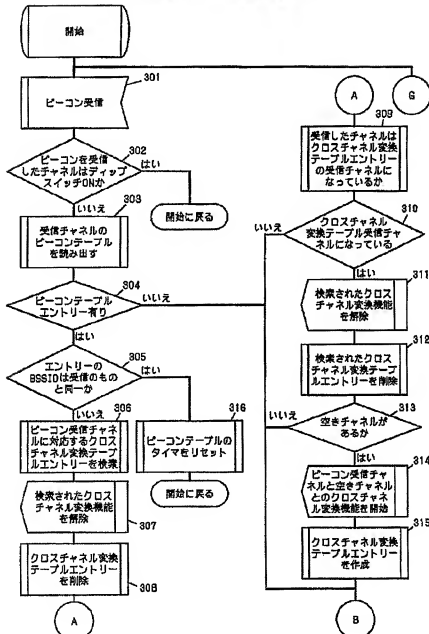 開始
301
ビーコン受信
302
ビーコンを受信
したチャネルはディップ
スイッチONか
はい
いいえ
開始に戻る
303
受信チャネルの
ビーコンテーブル
を読み出す
304
ビーコンテーブル
エントリー有り
いいえ
はい
305
エントリーの
BSSIDは受信のもの
と同一か
はい
いいえ
306
ビーコン受信チャネ
ルに対応するクロス
チャネル変換テーブ
ルエントリーを検索
316
ビーコンテーブルの
タイマをリセット
開始に戻る
検索されたクロス
チャネル変換機能を
解除
307
クロスチャネル変換
テーブルエントリー
を削除
308
A
A
G
309
受信したチャネルは
クロスチャネル変換
テーブルエントリー
の受信チャネルに
なっているか
310
いいえ
クロスチャネル
変換テーブル受信チャ
ネルになっている
はい
311
検索されたクロス
チャネル変換機能
を解除
312
検索されたクロス
チャネル変換テーブ
ルエントリーを削除
313
いいえ
空きチャネルが
あるか
はい
314
ビーコン受信チャ
ネルと空きチャネル
とのクロスチャネ
ル変換機能を開始
315
クロスチャネル変換
テーブルエントリー
を作成
B